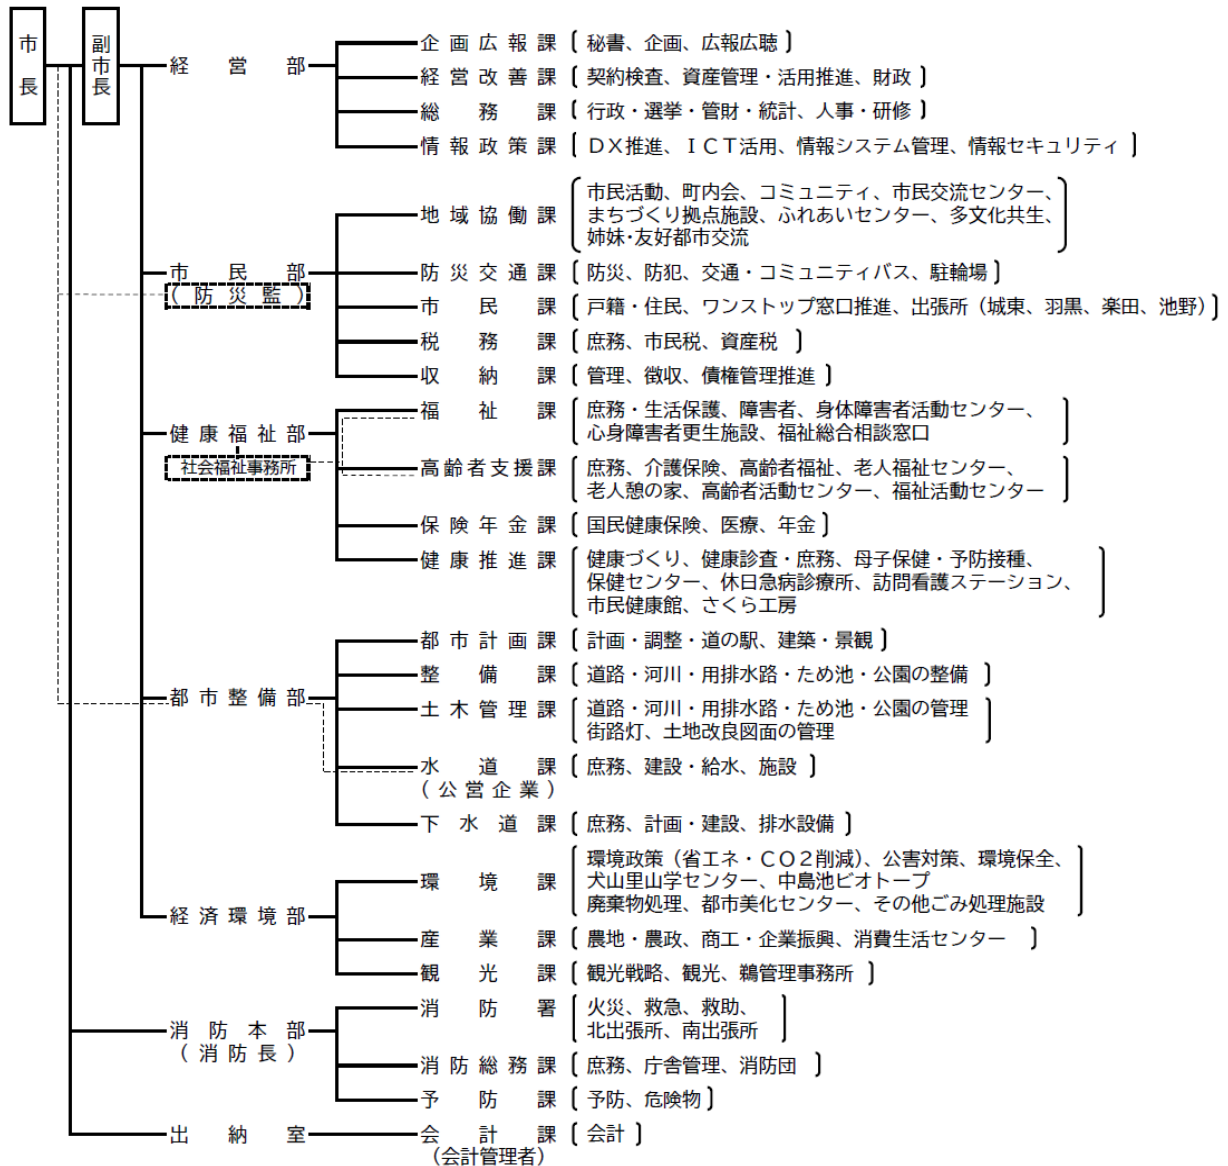 市長
副市長
経営部
企画広報課 〔 秘書、企画、広報広聴 〕
経営改善課 〔 契約検査、資産管理・活用推進、財政 〕
総務課 〔 行政・選挙・管財・統計、人事・研修 〕
情報政策課 〔 ＤＸ推進、ＩＣＴ活用、情報システム管理、情報セキュリティ 〕
市民部
（防災監）
地域協働課 〔 市民活動、町内会、コミュニティ、市民交流センター、
まちづくり拠点施設、ふれあいセンター、多文化共生、
姉妹・友好都市交流 〕
防災交通課 〔 防災、防犯、交通・コミュニティバス、駐輪場 〕
市民課 〔 戸籍・住民、ワンストップ窓口推進、出張所（城東、羽黒、楽田、池野） 〕
税務課 〔 庶務、市民税、資産税 〕
収納課 〔 管理、徴収、債権管理推進 〕
健康福祉部
社会福祉事務所
福祉課 〔 庶務・生活保護、障害者、身体障害者活動センター、
心身障害者更生施設、福祉総合相談窓口 〕
高齢者支援課 〔 庶務、介護保険、高齢者福祉、老人福祉センター、
老人憩の家、高齢者活動センター、福祉活動センター 〕
保険年金課 〔 国民健康保険、医療、年金 〕
健康推進課 〔 健康づくり、健康診査・庶務、母子保健・予防接種、
保健センター、休日急病診療所、訪問看護ステーション、
市民健康館、さくら工房 〕
都市整備部
都市計画課 〔 計画・調整・道の駅、建築・景観 〕
整備課 〔 道路・河川・用排水路・ため池・公園の整備 〕
土木管理課 〔 道路・河川・用排水路・ため池・公園の管理
街路灯、土地改良図面の管理 〕
水道課 〔 庶務、建設・給水、施設 〕
（公営企業）
下水道課 〔 庶務、計画・建設、排水設備 〕
経済環境部
環境課 〔 環境政策（省エネ・ＣＯ２削減）、公害対策、環境保全、
犬山里山学センター、中島池ビオトープ
廃棄物処理、都市美化センター、その他ごみ処理施設 〕
産業課 〔 農地・農政、商工・企業振興、消費生活センター 〕
観光課 〔 観光戦略、観光、鵜管理事務所 〕
消防本部
（消防長）
消防署 〔 火災、救急、救助、
北出張所、南出張所 〕
消防総務課 〔 庶務、庁舎管理、消防団 〕
予防課 〔 予防、危険物 〕
出納室
会計課 〔 会計 〕
（会計管理者）